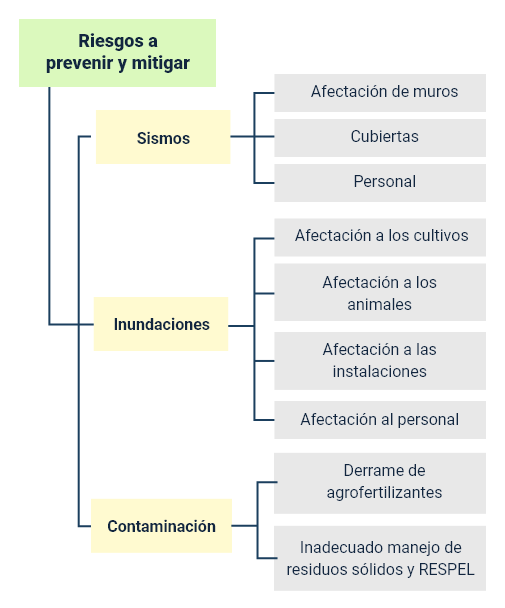 Riesgos a
prevenir y mitigar
Sismos
Afectación de muros
Cubiertas
Personal
Inundaciones
Afectación a los cultivos
Afectación a los
animales
Afectación a las
instalaciones
Afectación al personal
Contaminación
Derrame de
agrofertilizantes
Inadecuado manejo de
residuos sólidos y RESPEL